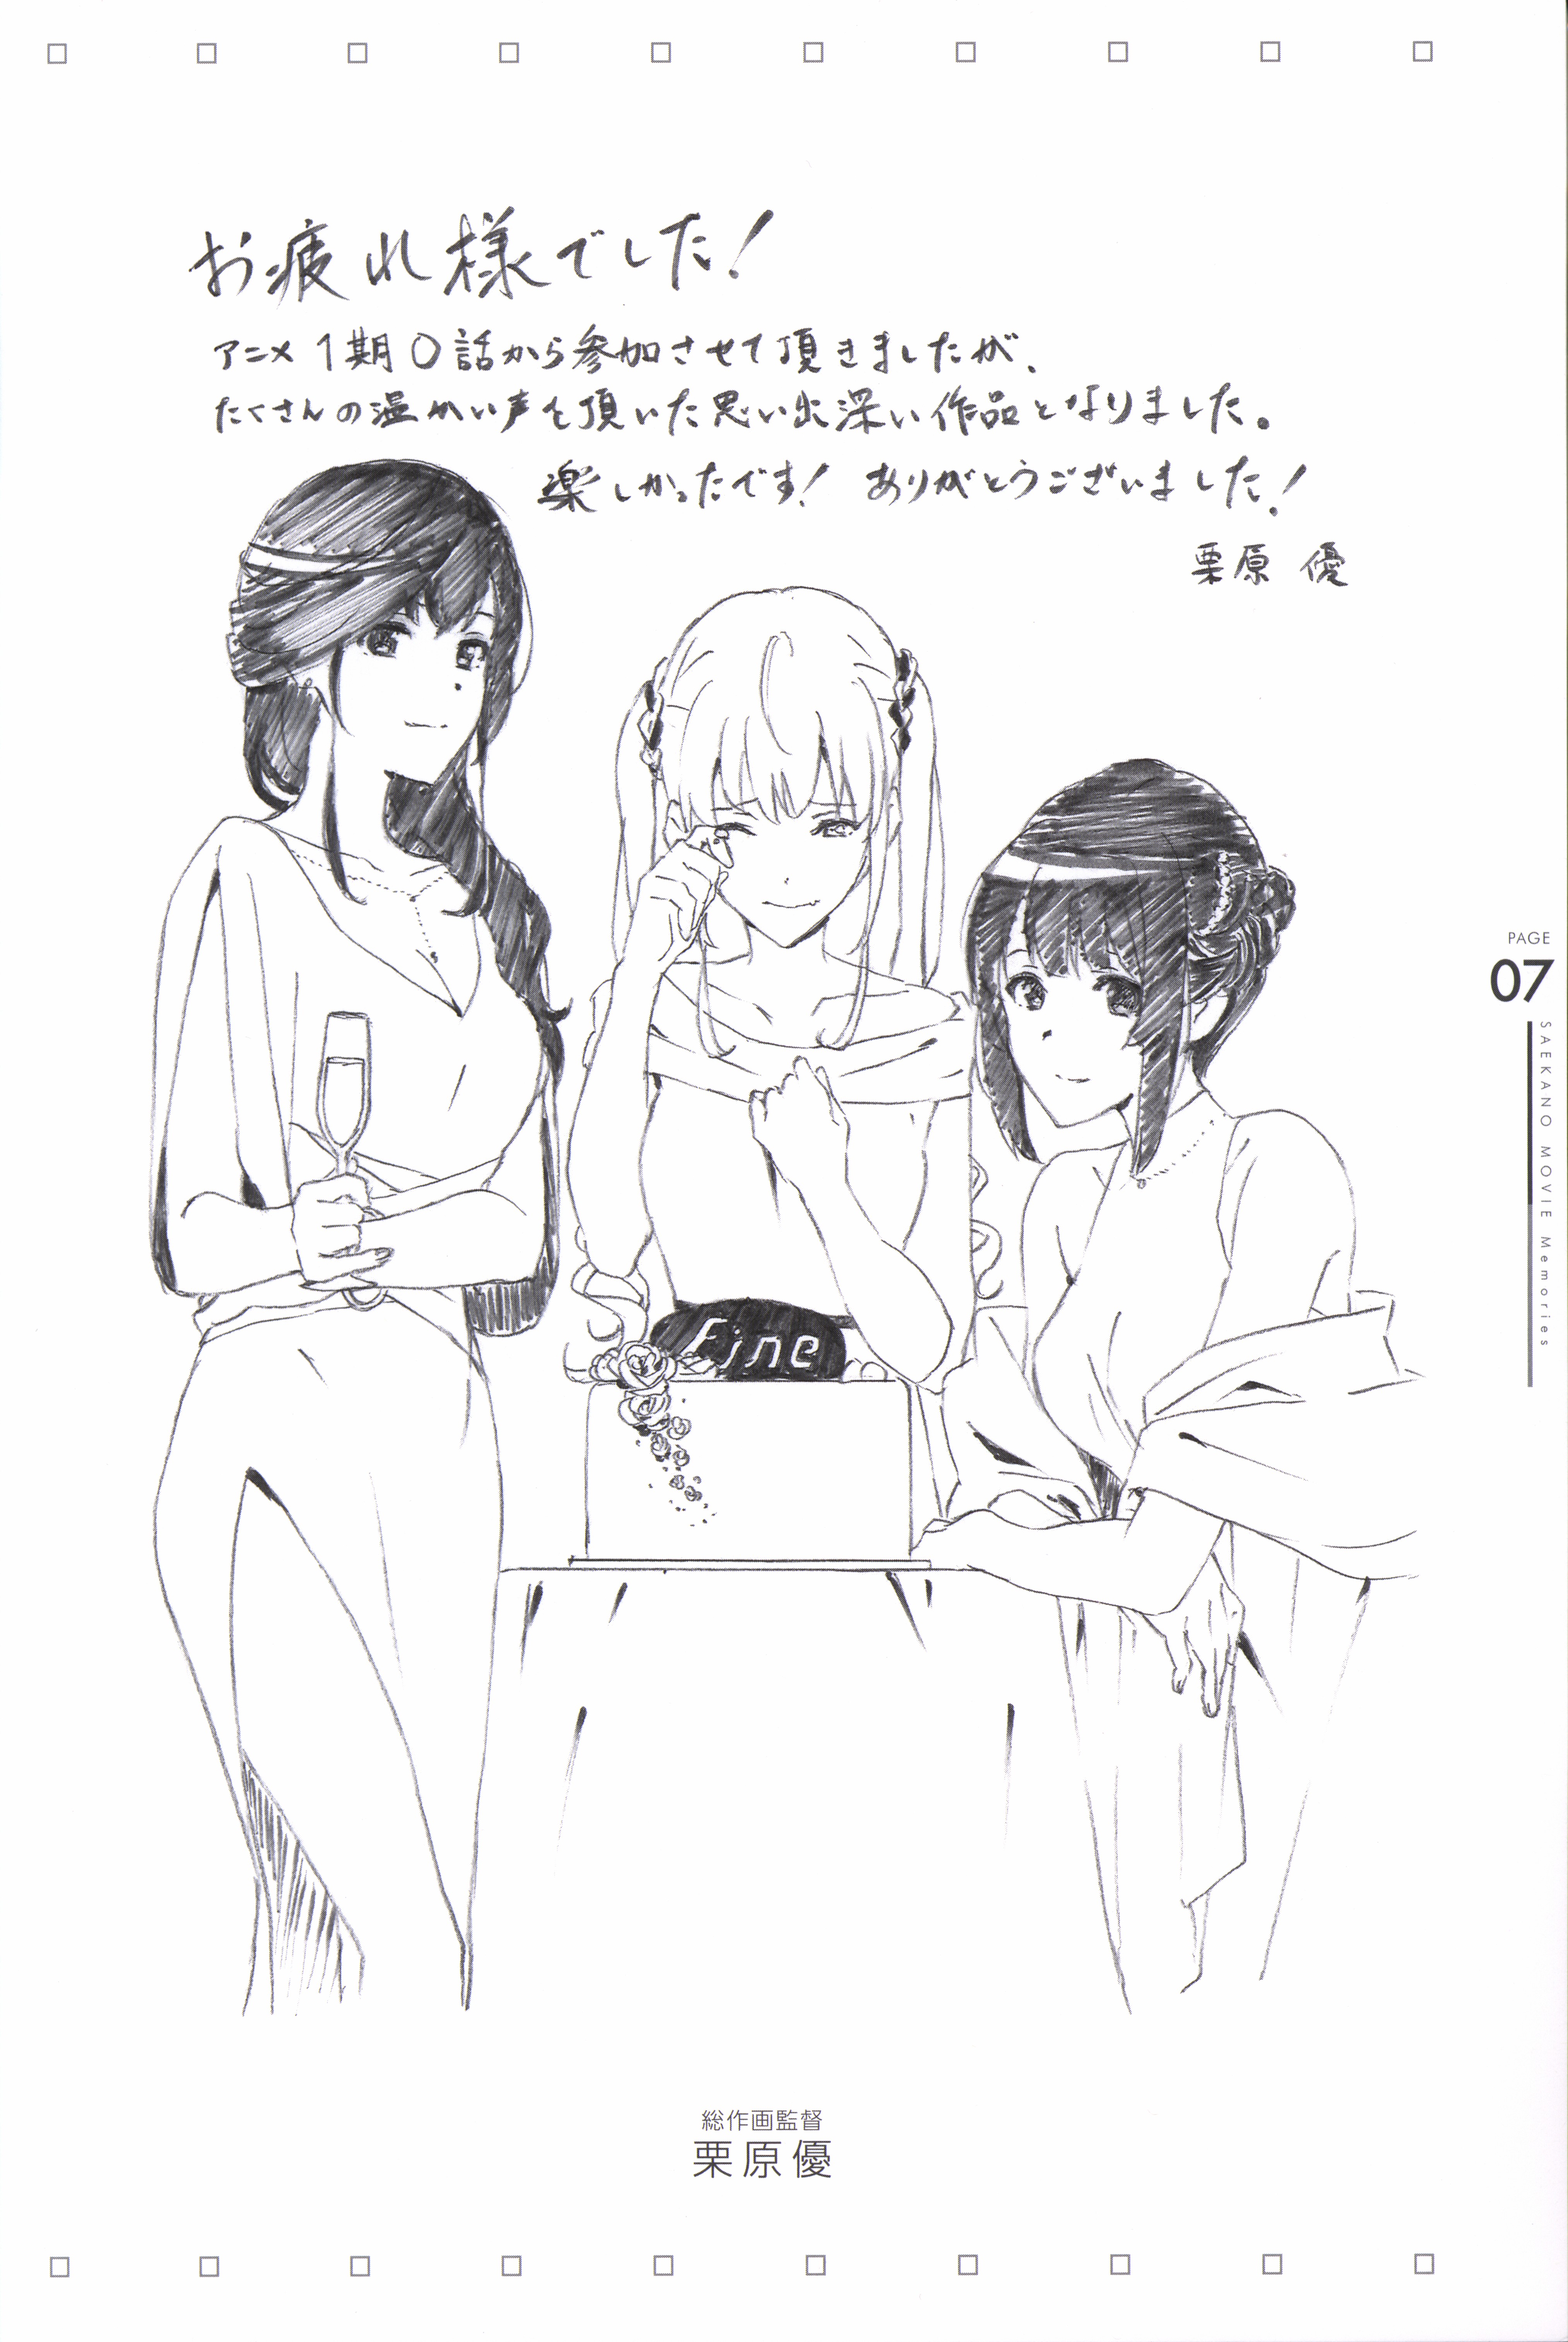 お疲れ様でした!
アニメ1期0話から参加させて頂きましたが、
たくさんの温かい声を頂いた思い出深い作品となりました。
楽しかったです! ありがとうございました!
栗原 優
PAGE
07
SAEKANO MOVIE Memories
Fine
総作画監督
栗原優